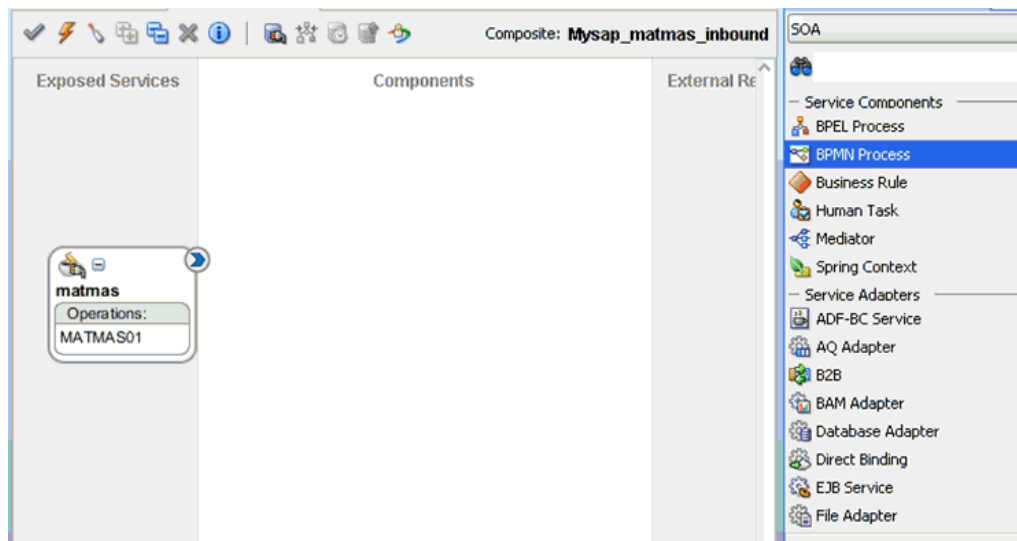 Composite: Mysap_matmas_inbound
Exposed Services
Components
External Re
matmas
Operations:
MATMAS01
SOA
Service Components
BPEL Process
BPMN Process
Business Rule
Human Task
Mediator
Spring Context
Service Adapters
ADF-BC Service
AQ Adapter
B2B
BAM Adapter
Database Adapter
Direct Binding
EJB Service
File Adapter